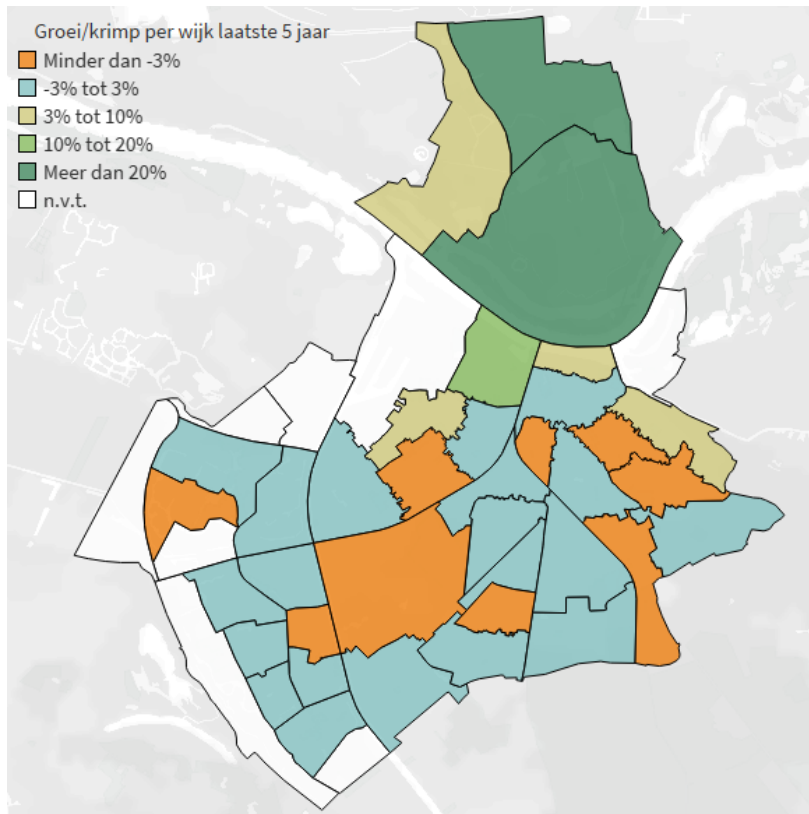 Groei/krimp per wijk laatste 5 jaar
Minder dan -3%
-3% tot 3%
3% tot 10%
10% tot 20%
Meer dan 20%
n.v.t.